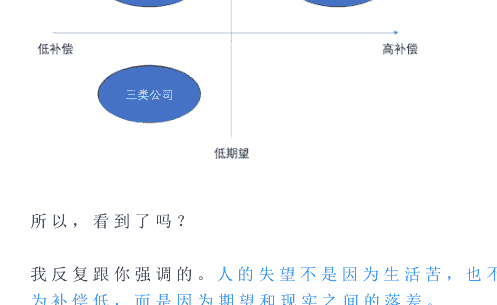 低补偿
高补偿
三类公司
低期望
所以，看到了吗？
我反复跟你强调的。人的失望不是因为生活苦，也不
为补偿低，而是因为期望和现实之间的落差。